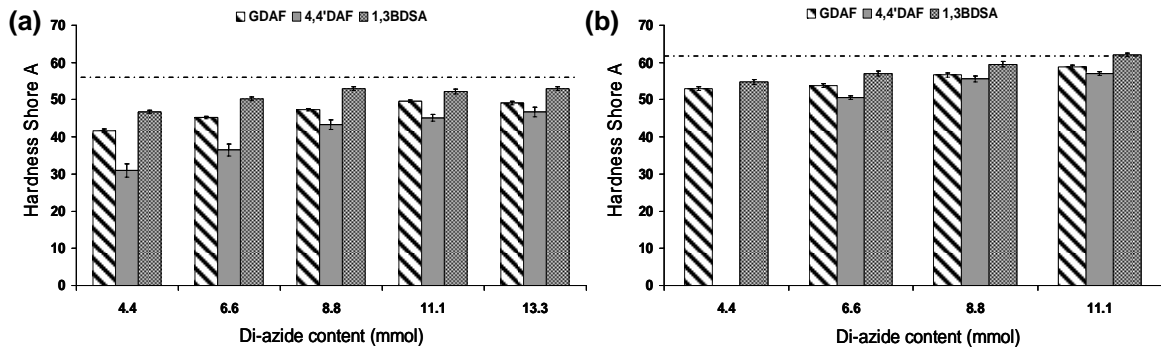 (a)
GDAF 4,4'DAF 1,3BDSA
Hardness Shore A
70
60
50
40
30
20
10
0
4.4 6.6 8.8 11.1 13.3
Di-azide content (mmol)
(b)
GDAF 4,4'DAF 1,3BDSA
Hardness Shore A
70
60
50
40
30
20
10
0
4.4 6.6 8.8 11.1
Di-azide content (mmol)